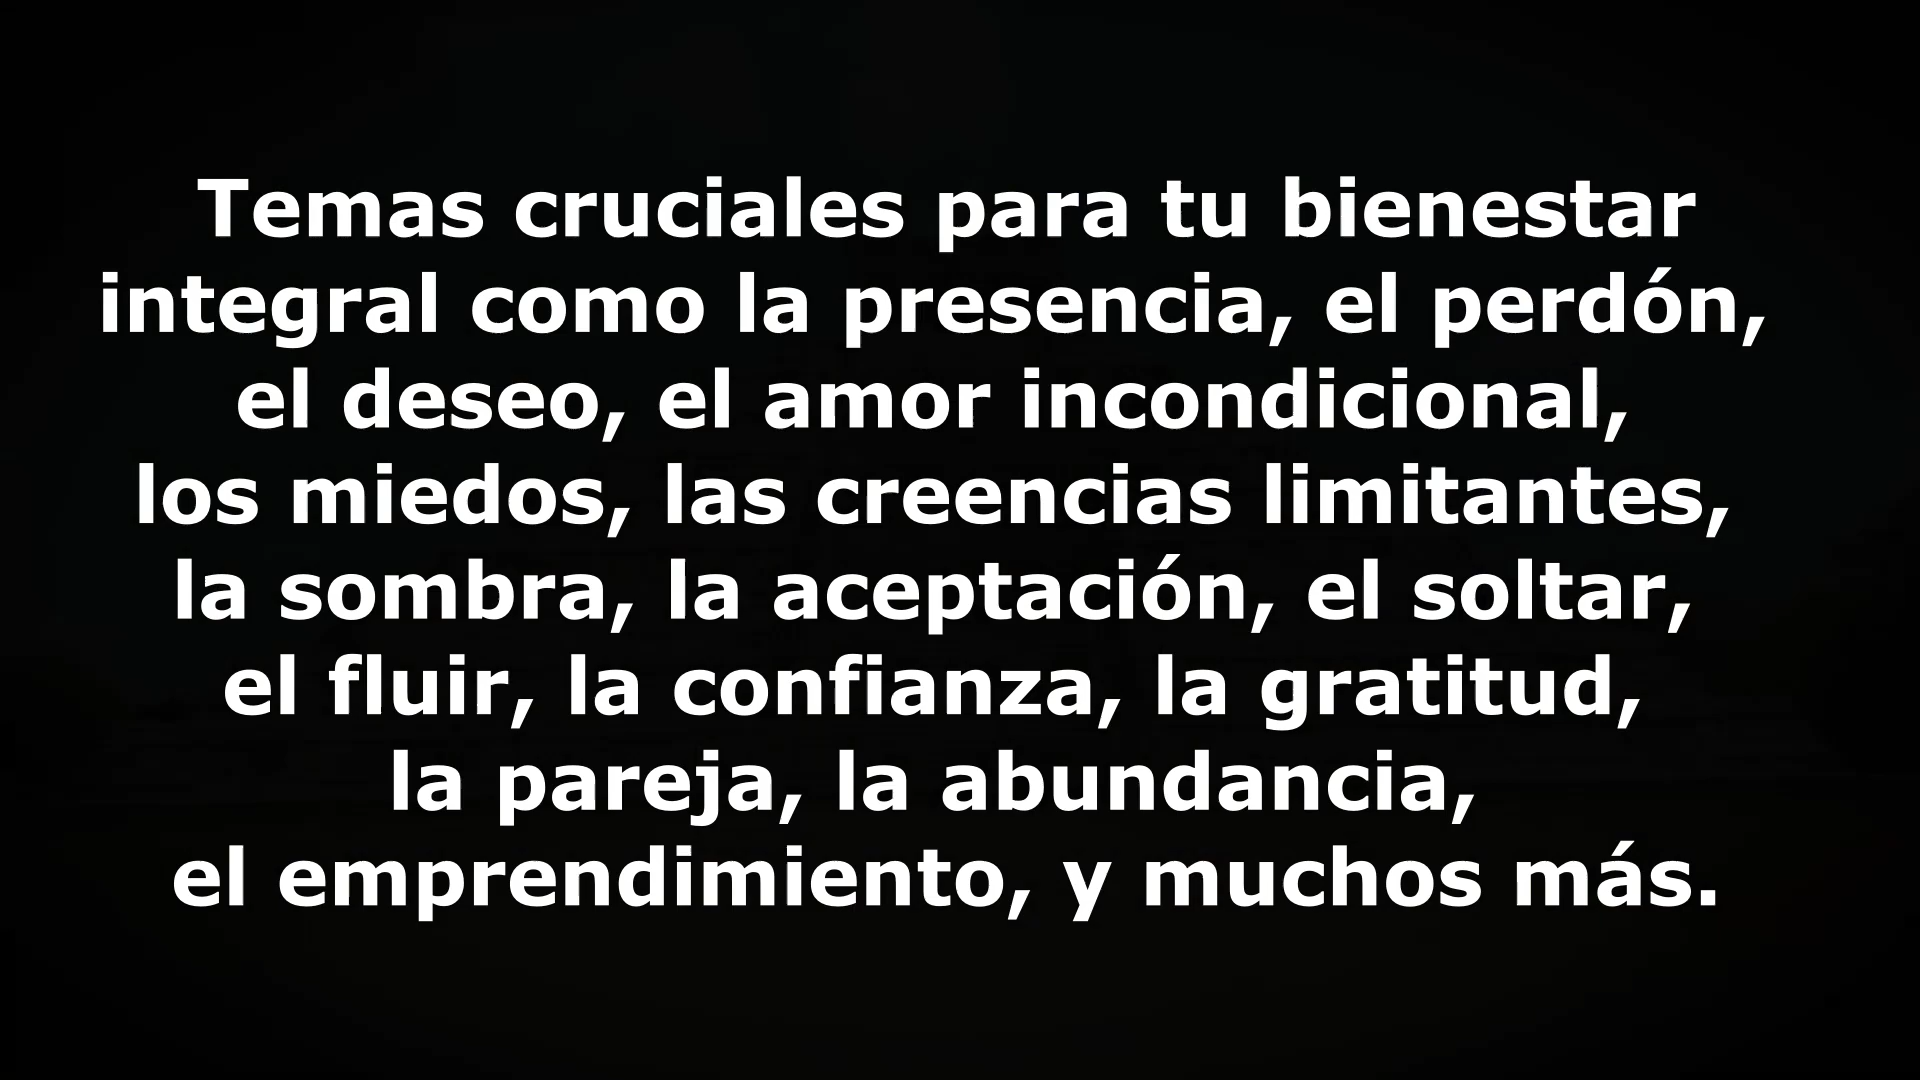 Temas cruciales para tu bienestar
integral como la presencia, el perdón,
el deseo, el amor incondicional,
los miedos, las creencias limitantes,
la sombra, la aceptación, el soltar,
el fluir, la confianza, la gratitud,
la pareja, la abundancia,
el emprendimiento, y muchos más.